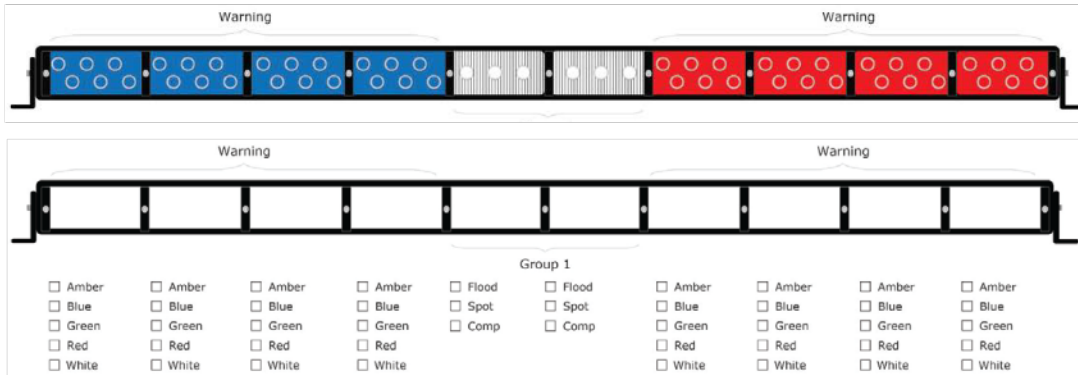 Warning Warning
Warning Warning
Group 1
☐ Amber ☐ Amber ☐ Amber ☐ Amber ☐ Flood ☐ Flood ☐ Amber ☐ Amber ☐ Amber ☐ Amber
☐ Blue ☐ Blue ☐ Blue ☐ Blue ☐ Spot ☐ Spot ☐ Blue ☐ Blue ☐ Blue ☐ Blue
☐ Green ☐ Green ☐ Green ☐ Green ☐ Comp ☐ Comp ☐ Green ☐ Green ☐ Green ☐ Green
☐ Red ☐ Red ☐ Red ☐ Red ☐ Red ☐ Red ☐ Red ☐ Red
☐ White ☐ White ☐ White ☐ White ☐ White ☐ White ☐ White ☐ White